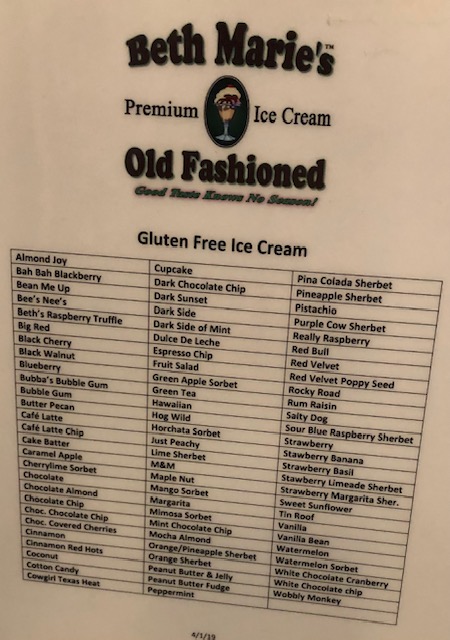 Beth Marie's™
Premium Ice Cream
Old Fashioned
Good Taste Knows No Season!
Gluten Free Ice Cream
Almond Joy
Bah Bah Blackberry
Bean Me Up
Bee's Nee's
Beth's Raspberry Truffle
Big Red
Black Cherry
Black Walnut
Blueberry
Bubba's Bubble Gum
Bubble Gum
Butter Pecan
Café Latte
Café Latte Chip
Cake Batter
Caramel Apple
Cherrylime Sorbet
Chocolate
Chocolate Almond
Chocolate Chip
Choc. Chocolate Chip
Choc. Covered Cherries
Cinnamon
Cinnamon Red Hots
Coconut
Cotton Candy
Cowgirl Texas Heat
Cupcake
Dark Chocolate Chip
Dark Sunset
Dark Side
Dark Side of Mint
Dulce De Leche
Espresso Chip
Fruit Salad
Green Apple Sorbet
Green Tea
Hawaiian
Hog Wild
Horchata Sorbet
Just Peachy
Lime Sherbet
M&M
Maple Nut
Mango Sorbet
Margarita
Mimosa Sorbet
Mint Chocolate Chip
Mocha Almond
Orange/Pineapple Sherbet
Orange Sherbet
Peanut Butter & Jelly
Peanut Butter Fudge
Peppermint
Pina Colada Sherbet
Pineapple Sherbet
Pistachio
Purple Cow Sherbet
Really Raspberry
Red Bull
Red Velvet
Red Velvet Poppy Seed
Rocky Road
Rum Raisin
Salty Dog
Sour Blue Raspberry Sherbet
Strawberry
Stawberry Banana
Strawberry Basil
Stawberry Limeade Sherbet
Strawberry Margarita Sher.
Sweet Sunflower
Tin Roof
Vanilla
Vanilla Bean
Watermelon
Watermelon Sorbet
White Chocolate Cranberry
White Chocolate chip
Wobbly Monkey
4/1/19